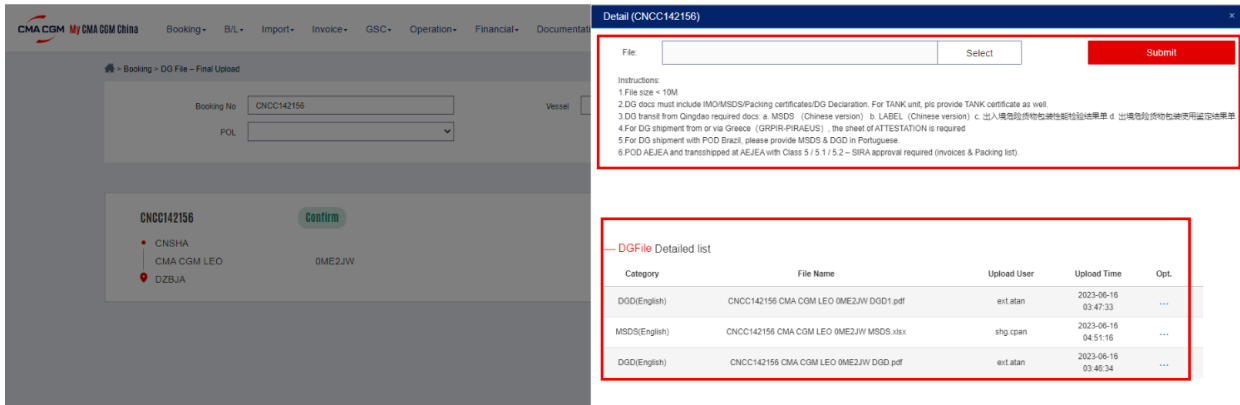 CMA CGM My CMA CGM China Booking B/L Import Invoice GSC Operation Financial Documentat
> Booking > DG File – Final Upload
Booking No CNCC142156 Vessel
POL
CNCC142156 Confirm
CNSHA
CMA CGM LEO 0ME2JW
DZBJA
Detail (CNCC142156) ×
File: Select Submit
Instructions:
1.File size < 10M
2.DG docs must include IMO/MSDS/Packing certificates/DG Declaration. For TANK unit, pls provide TANK certificate as well.
3.DG transit from Qingdao required docs: a. MSDS （Chinese version） b. LABEL（Chinese version）c. 出入境危险货物包装性能检验结果单 d. 出境危险货物包装使用鉴定结果单
4.For DG shipment from or via Greece（GRPIR-PIRAEUS）, the sheet of ATTESTATION is required
5.For DG shipment with POD Brazil, please provide MSDS & DGD in Portuguese.
6.POD AEJEA and transshipped at AEJEA with Class 5 / 5.1 / 5.2 – SIRA approval required (invoices & Packing list).
— DGFile Detailed list
Category File Name Upload User Upload Time Opt.
DGD(English) CNCC142156 CMA CGM LEO 0ME2JW DGD1.pdf ext.atan 2023-06-16 ...
03:47:33
MSDS(English) CNCC142156 CMA CGM LEO 0ME2JW MSDS.xlsx shg.cpan 2023-06-16 ...
04:51:16
DGD(English) CNCC142156 CMA CGM LEO 0ME2JW DGD.pdf ext.atan 2023-06-16 ...
03:46:34